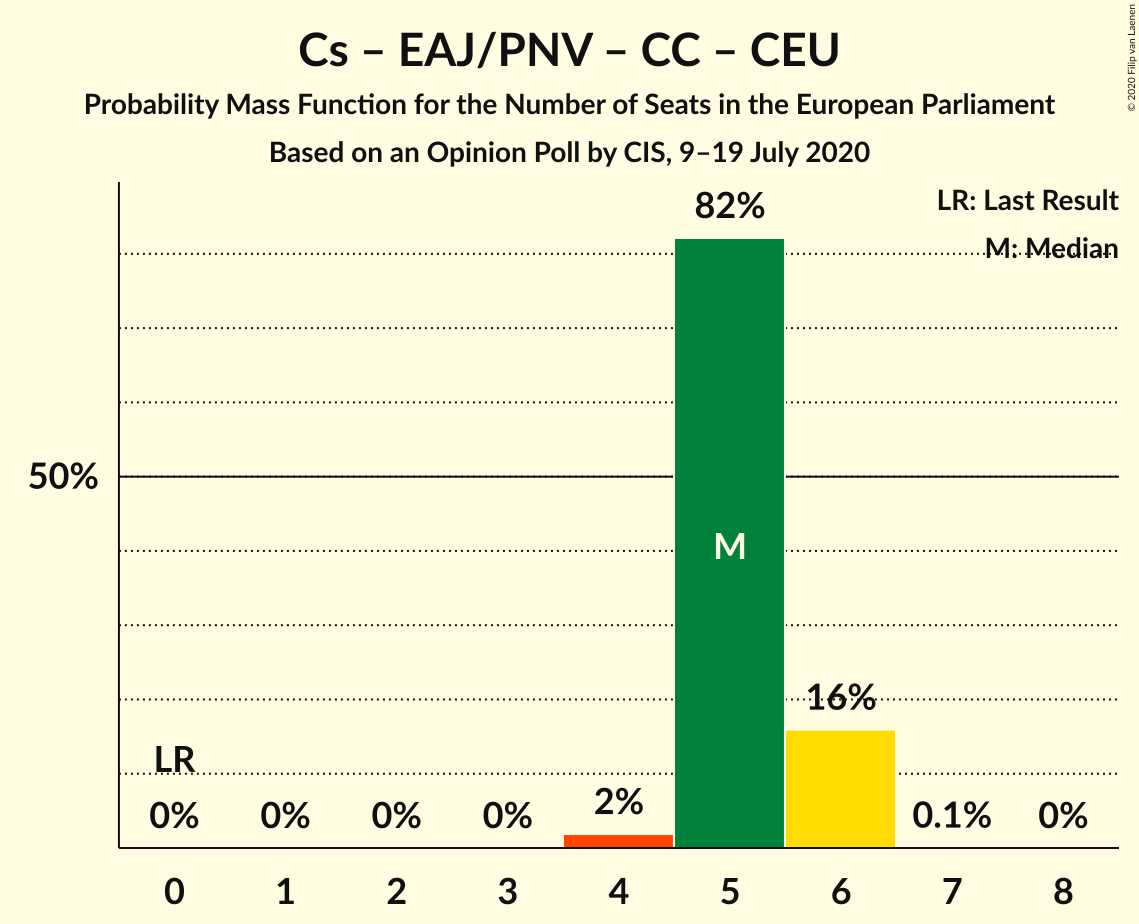 Cs – EAJ/PNV – CC – CEU
Probability Mass Function for the Number of Seats in the European Parliament
Based on an Opinion Poll by CIS, 9–19 July 2020
© 2020 Filip van Laenen
LR: Last Result
M: Median
82%
50%
M
16%
LR
0% 0% 0% 0% 2% 0.1% 0%
0 1 2 3 4 5 6 7 8